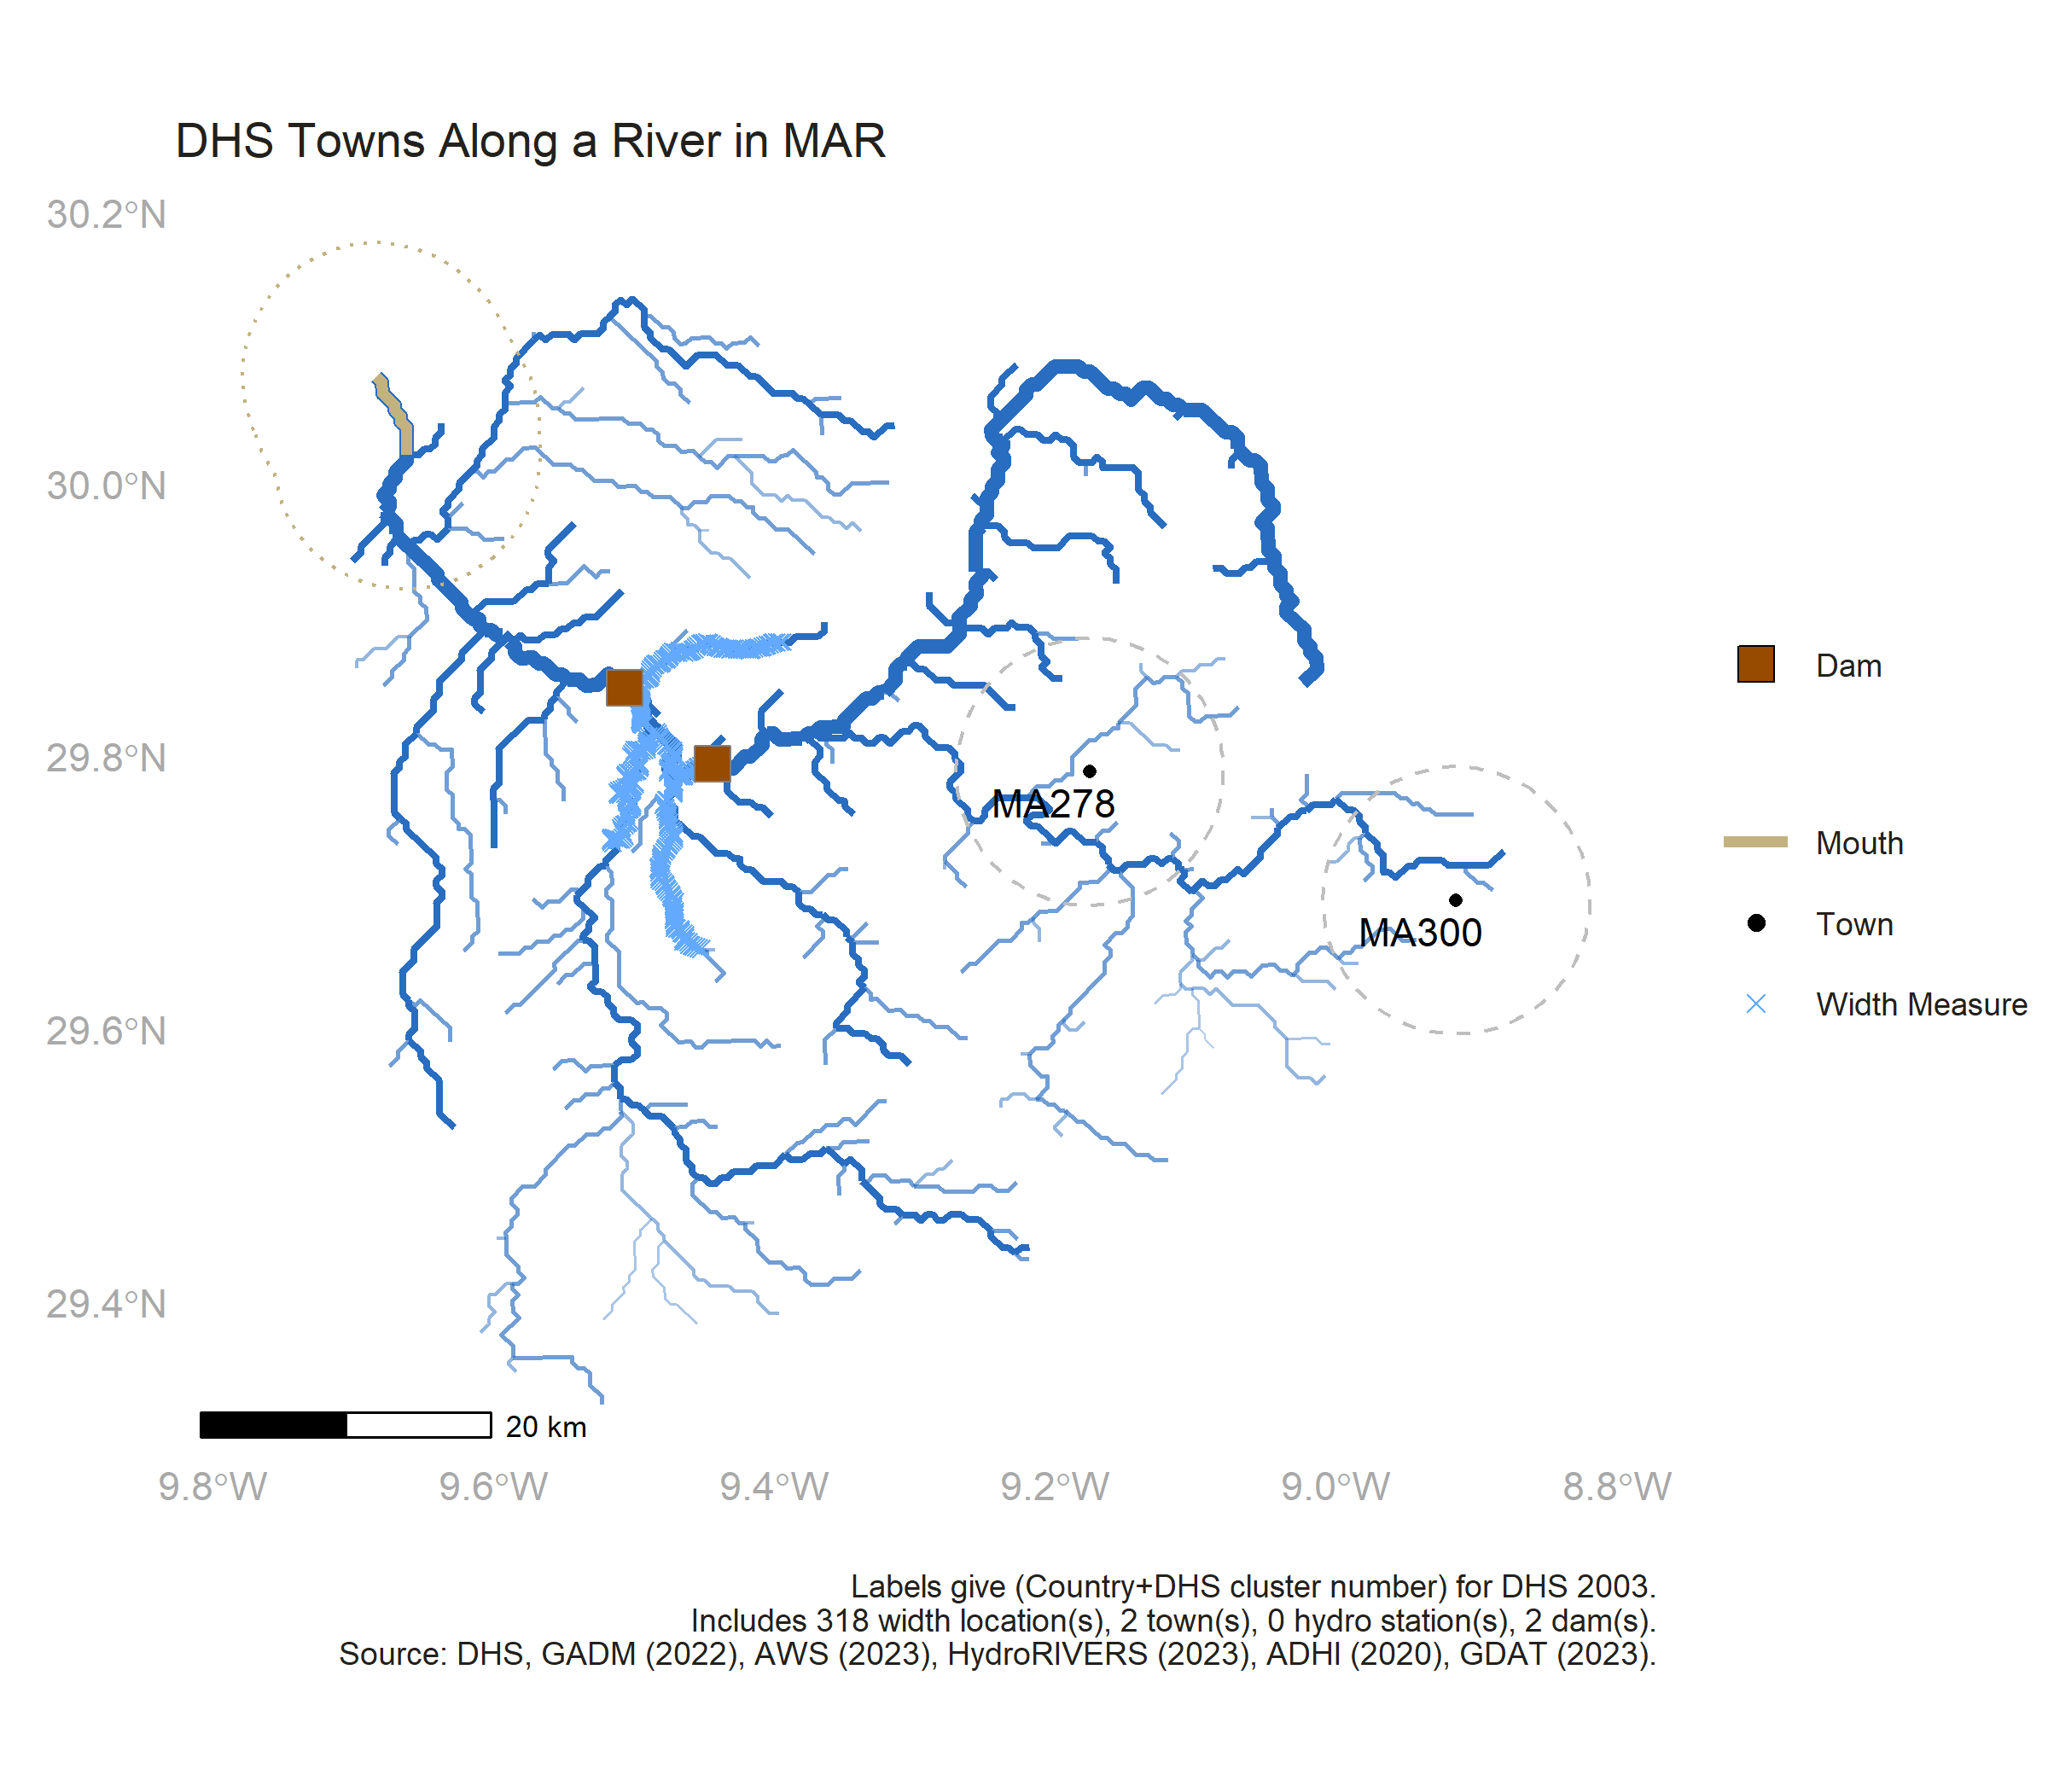 DHS Towns Along a River in MAR
30.2°N
30.0°N
29.8°N
29.6°N
29.4°N
MA278
MA300
Dam
Mouth
Town
Width Measure
20 km
9.8°W 9.6°W 9.4°W 9.2°W 9.0°W 8.8°W
Labels give (Country+DHS cluster number) for DHS 2003.
Includes 318 width location(s), 2 town(s), 0 hydro station(s), 2 dam(s).
Source: DHS, GADM (2022), AWS (2023), HydroRIVERS (2023), ADHI (2020), GDAT (2023).